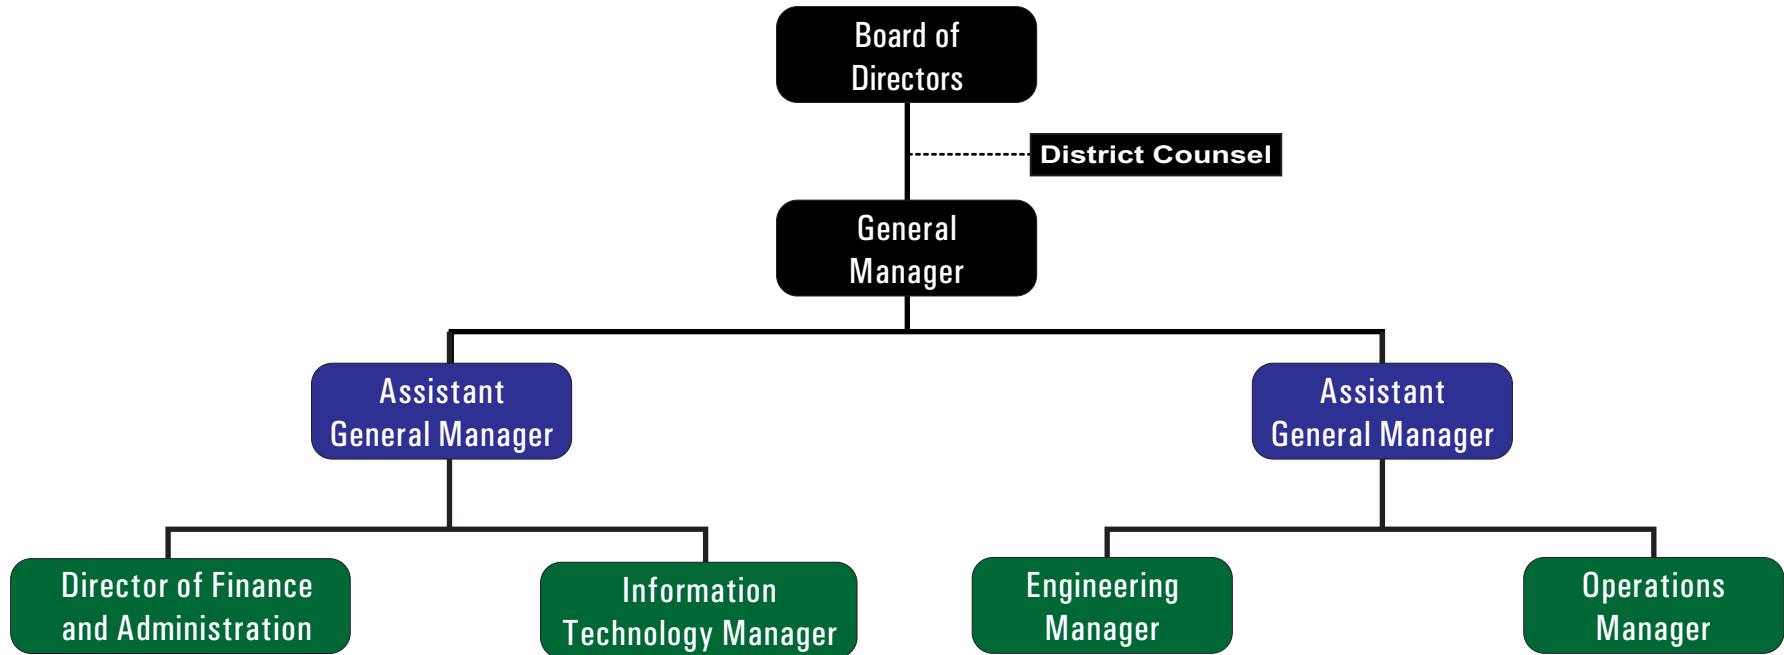 Board of
Directors
District Counsel
General
Manager
Assistant
General Manager
Assistant
General Manager
Director of Finance
and Administration
Information
Technology Manager
Engineering
Manager
Operations
Manager